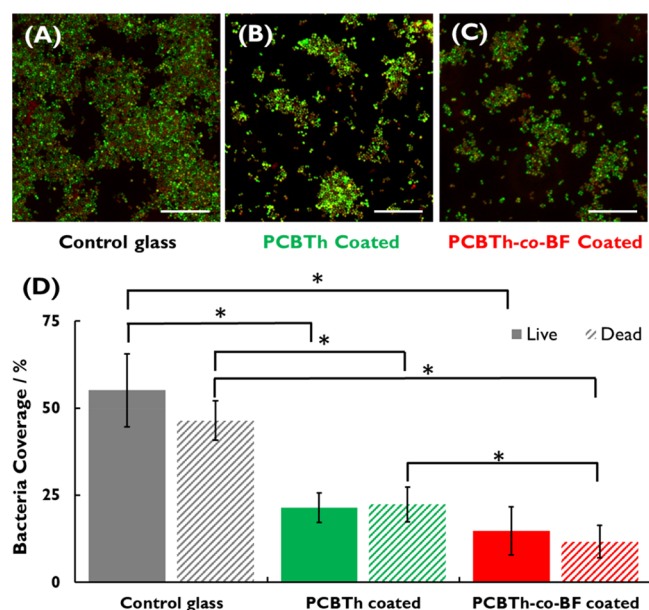 (A) (B) (C)
Control glass PCBTh Coated PCBTh-co-BF Coated
(D)
*
*
Live Dead
*
*
*
Bacteria Coverage / %
75
50
25
0
Control glass PCBTh coated PCBTh-co-BF coated